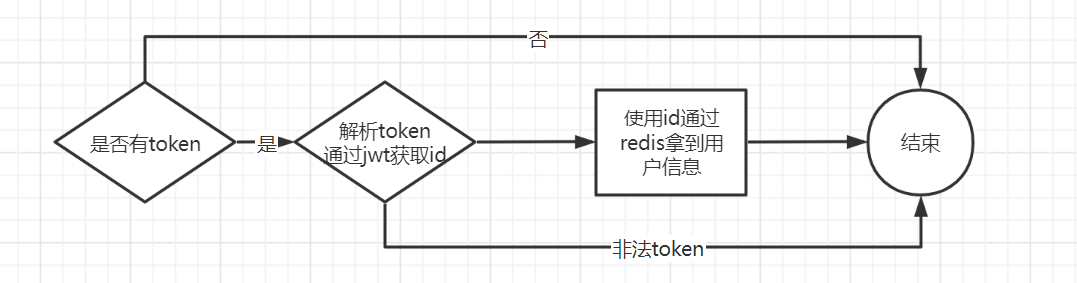 否
是否有token
是
解析token
通过jwt获取id
使用id通过
redis拿到用
户信息
结束
非法token